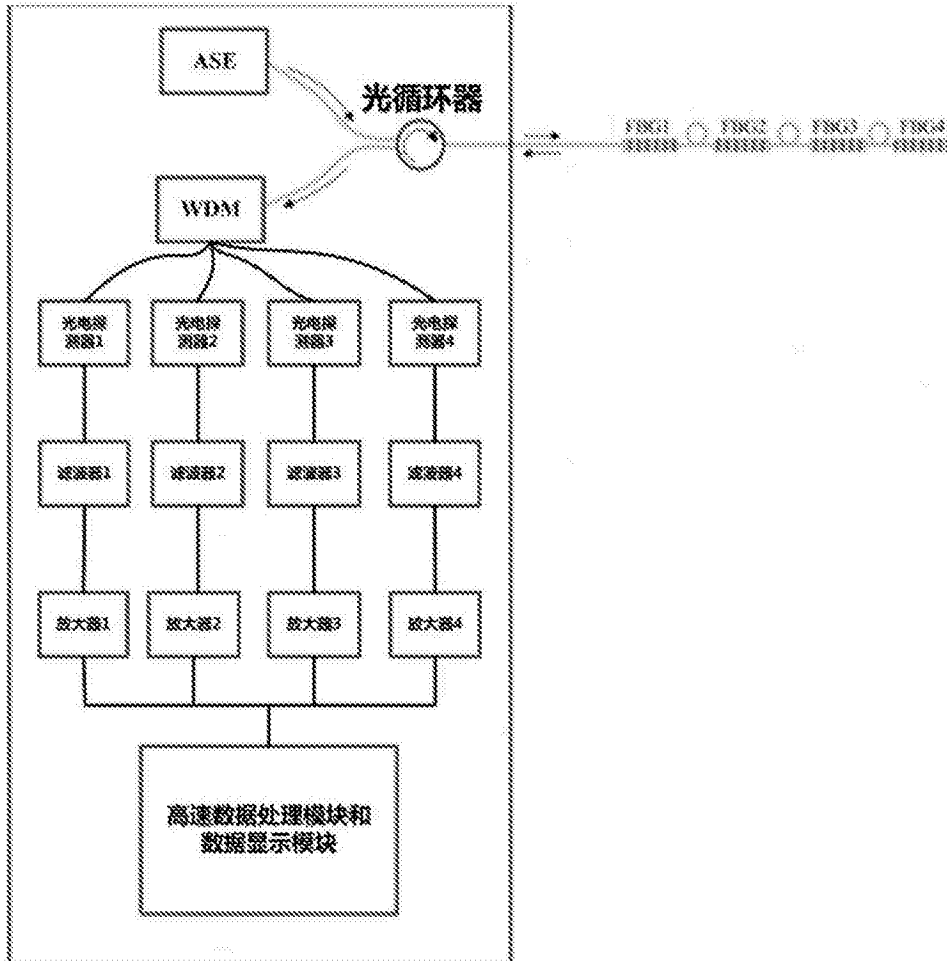 ASE
光循环器
FBG1 FBG2 FBG3 FBG4
WDM
光电探
测器1
光电探
测器2
光电探
测器3
光电探
测器4
滤波器1
滤波器2
滤波器3
滤波器4
放大器1
放大器2
放大器3
放大器4
高速数据处理模块和
数据显示模块